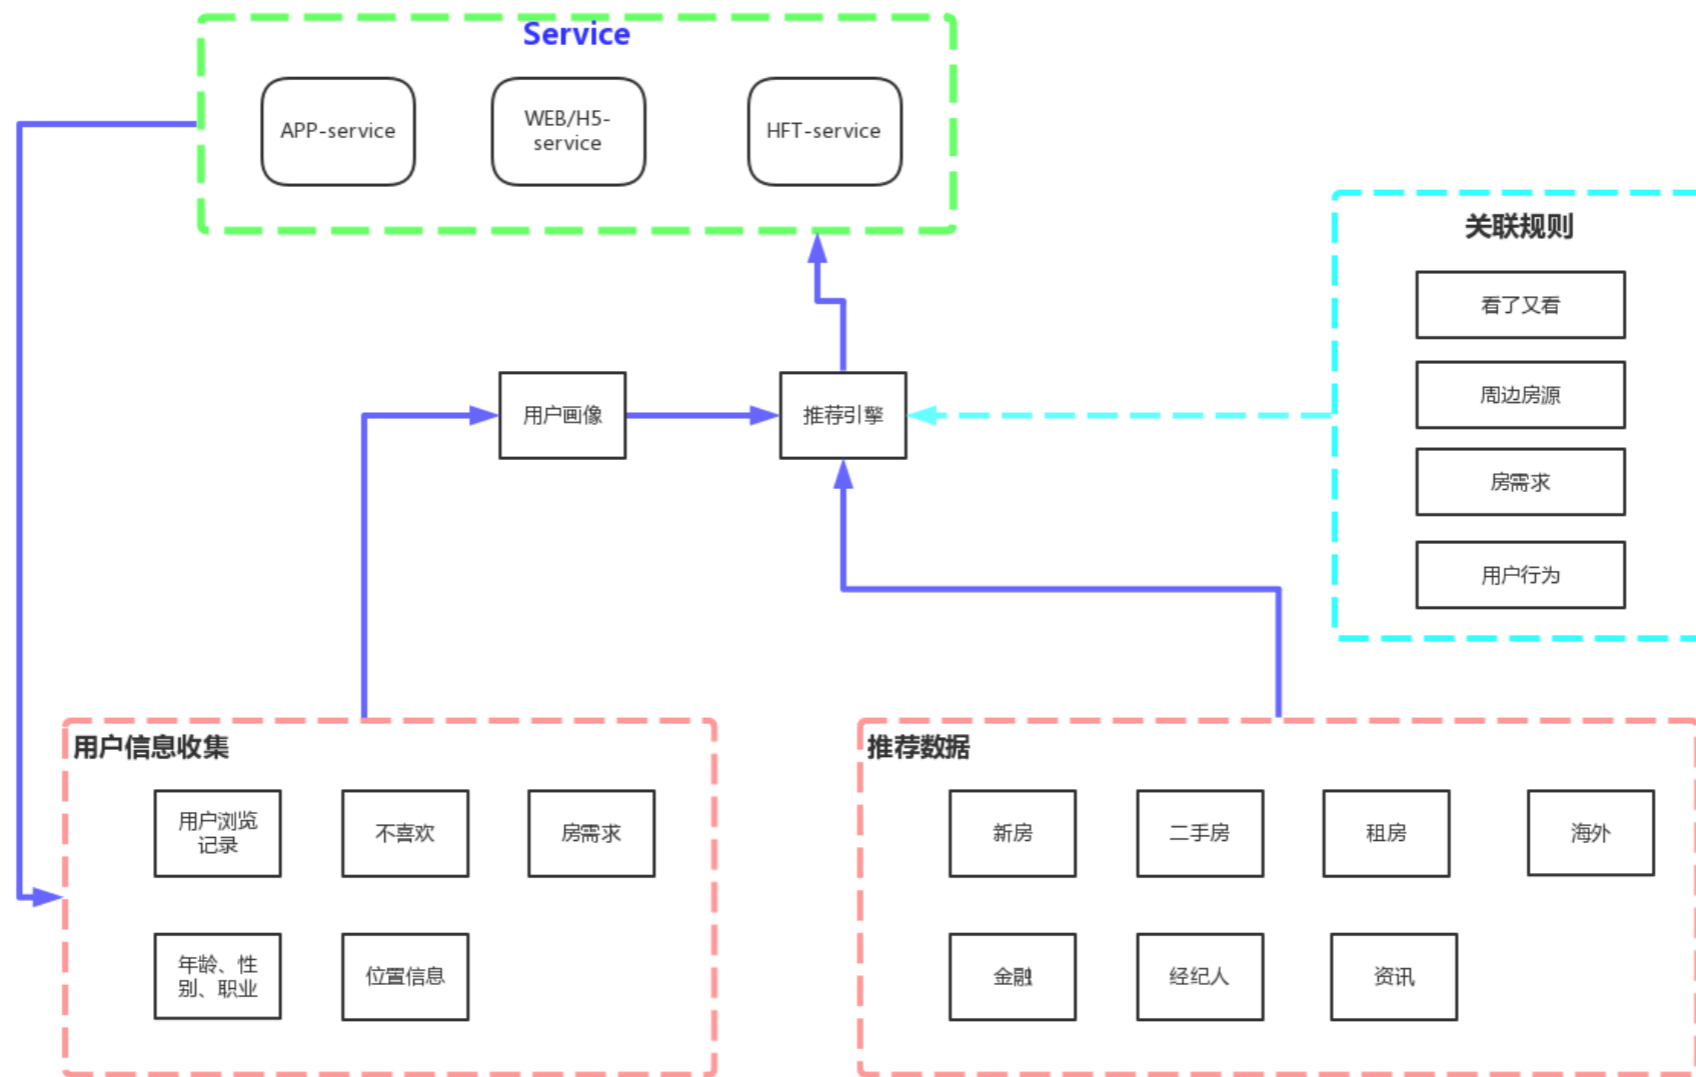 Service
APP-service
WEB/H5-
service
HFT-service
关联规则
看了又看
周边房源
房需求
用户行为
用户画像
推荐引擎
用户信息收集
用户浏览
记录
不喜欢
房需求
年龄、性
别、职业
位置信息
推荐数据
新房
二手房
租房
海外
金融
经纪人
资讯